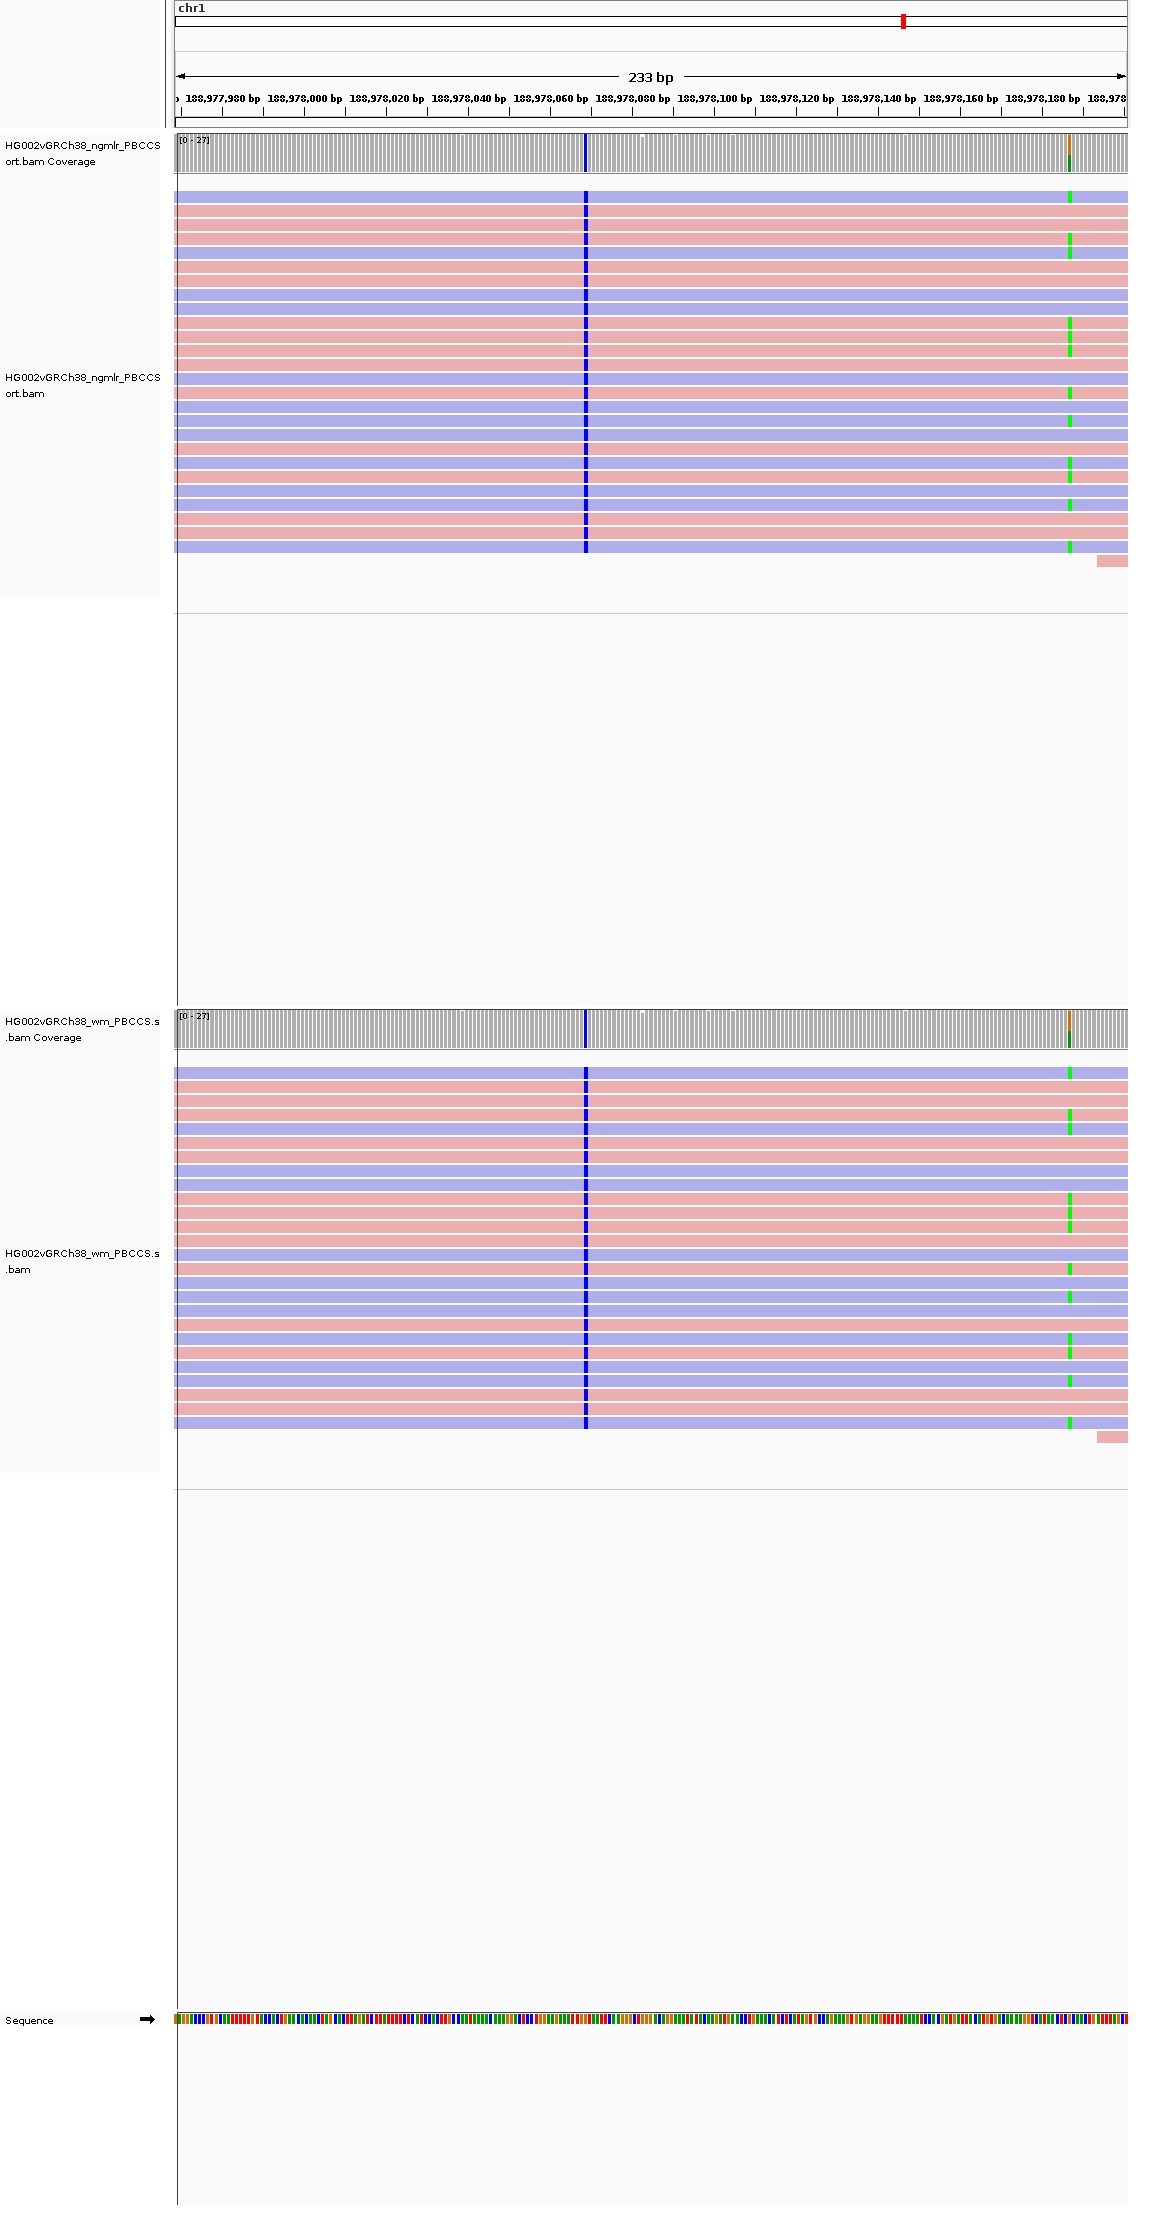 chr1
233 bp
188,977,980 bp 188,978,000 bp 188,978,020 bp 188,978,040 bp 188,978,060 bp 188,978,080 bp 188,978,100 bp 188,978,120 bp 188,978,140 bp 188,978,160 bp 188,978,180 bp 188,978
HG002vGRCh38_ngmlr_PBCCS
ort.bam Coverage
[0 - 27]
HG002vGRCh38_ngmlr_PBCCS
ort.bam
HG002vGRCh38_wm_PBCCS.s
.bam Coverage
[0 - 27]
HG002vGRCh38_wm_PBCCS.s
.bam
Sequence